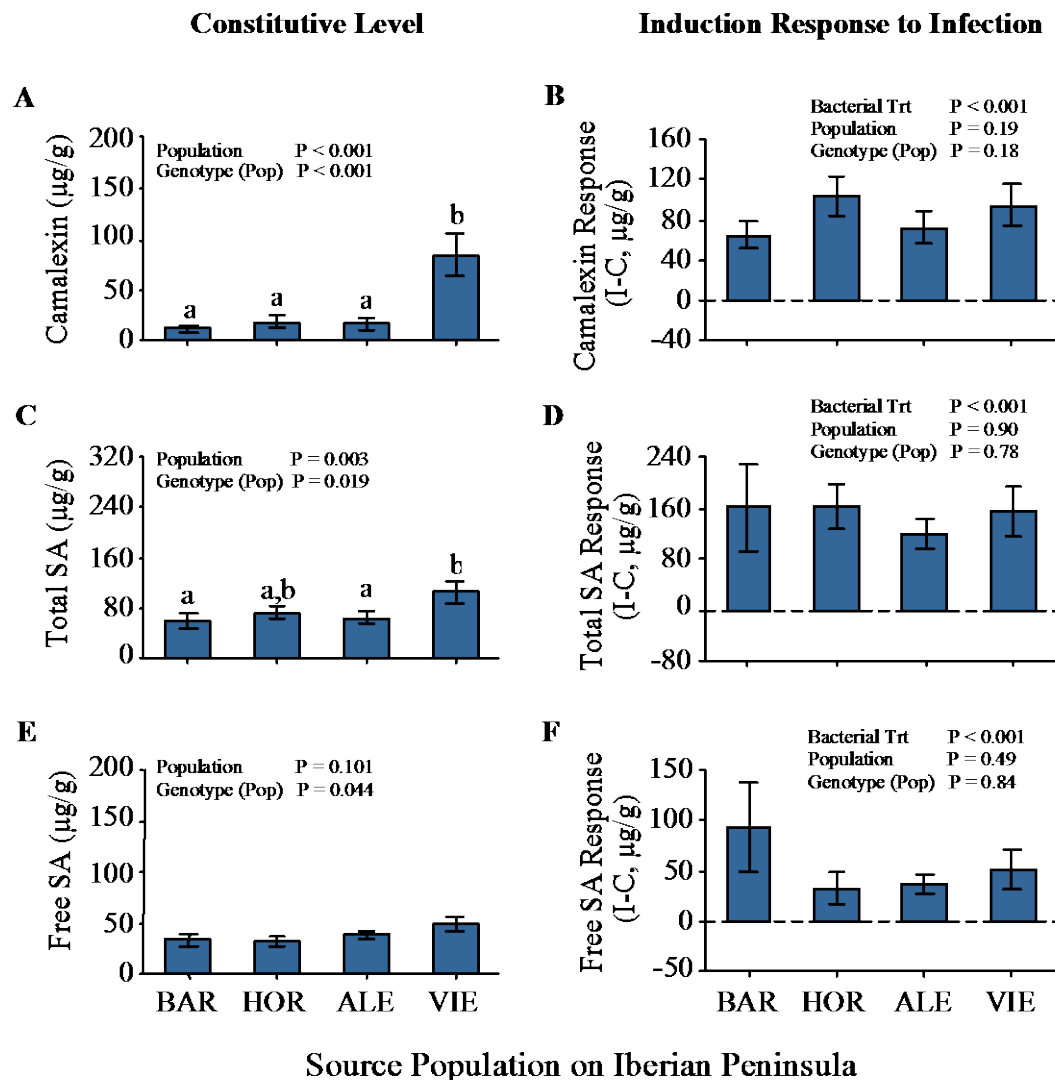 Constitutive Level
Induction Response to Infection
A
Camalexin (µg/g)
200
150
100
50
0
Population P < 0.001
Genotype (Pop) P < 0.001
a
a
a
b
B
Camalexin Response
(I-C, µg/g)
160
120
80
40
0
-40
Bacterial Trt P < 0.001
Population P = 0.19
Genotype (Pop) P = 0.18
C
Total SA (µg/g)
320
240
160
80
0
Population P = 0.003
Genotype (Pop) P = 0.019
a
a,b
a
b
D
Total SA Response
(I-C, µg/g)
240
160
80
0
-80
Bacterial Trt P < 0.001
Population P = 0.90
Genotype (Pop) P = 0.78
E
Free SA (µg/g)
200
150
100
50
0
Population P = 0.101
Genotype (Pop) P = 0.044
BAR HOR ALE VIE
F
Free SA Response
(I-C, µg/g)
150
100
50
0
-50
Bacterial Trt P < 0.001
Population P = 0.49
Genotype (Pop) P = 0.84
BAR HOR ALE VIE
Source Population on Iberian Peninsula